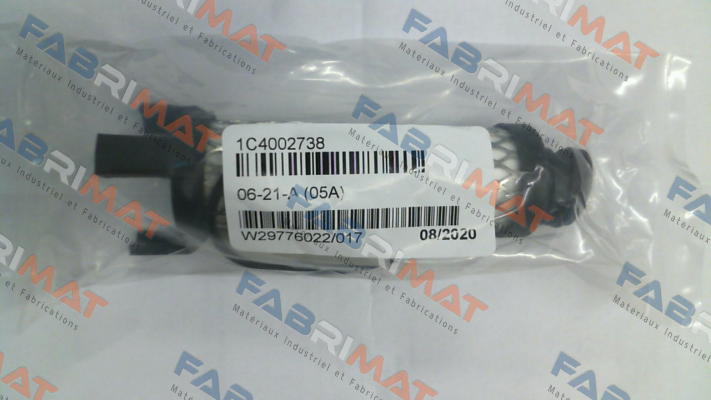 1C4002738
06-21-A (05A)
W29776022/017 08/2020
FABRIMAT
Materiaux Industriel et Fabrications